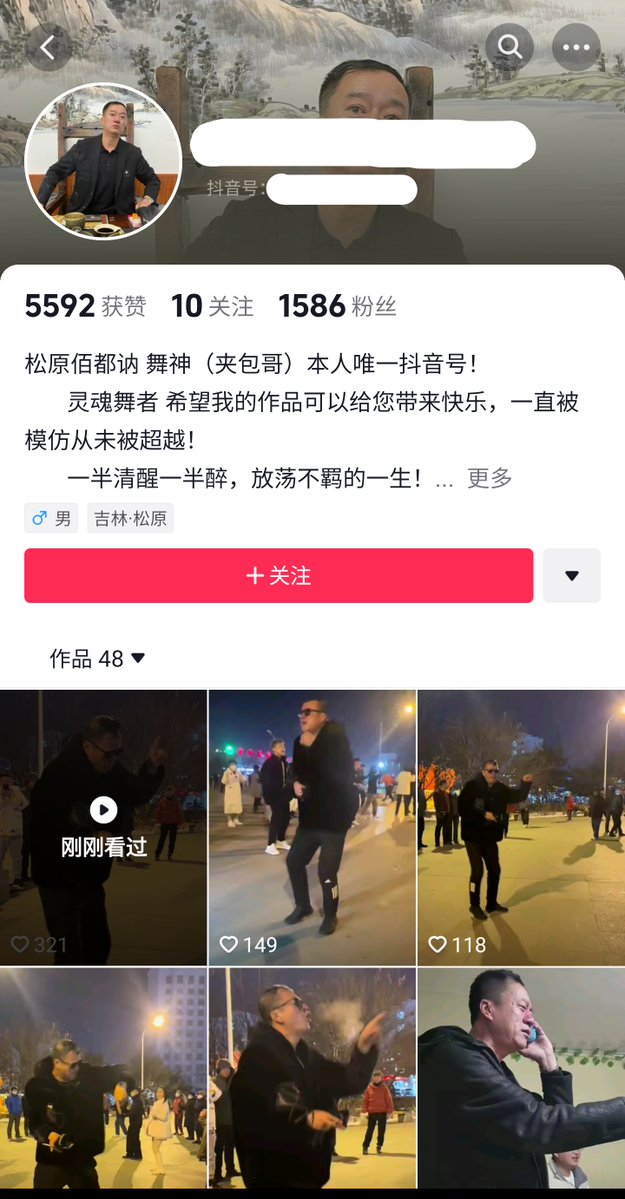 抖音号：
5592 获赞 10 关注 1586 粉丝
松原佰都讷 舞神（夹包哥）本人唯一抖音号！
灵魂舞者 希望我的作品可以给您带来快乐，一直被
模仿从未被超越！
一半清醒一半醉，放荡不羁的一生！... 更多
男 吉林·松原
关注
作品 48
刚刚看过
321 149 118